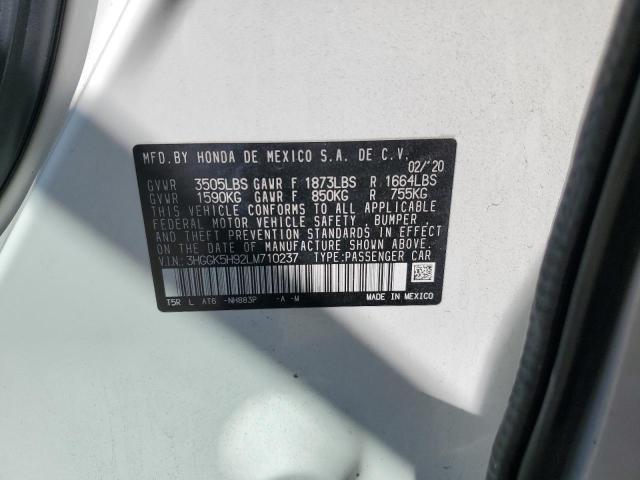 MFD.BY HONDA DE MEXICO S.A. DE C.V.
02/'20
GVWR 3505LBS GAWR F 1873LBS R 1664LBS
GVWR 1590KG GAWR F 850KG R 755KG
THIS VEHICLE CONFORMS TO ALL APPLICABLE
FEDERAL MOTOR VEHICLE SAFETY, BUMPER,
AND THEFT PREVENTION STANDARDS IN EFFECT
ON THE DATE OF MANUFACTURE SHOWN ABOVE.
V.I.N: 3HGGK5H92LM710237 TYPE:PASSENGER CAR
T5R L AT6 -NH883P -A -M MADE IN MEXICO